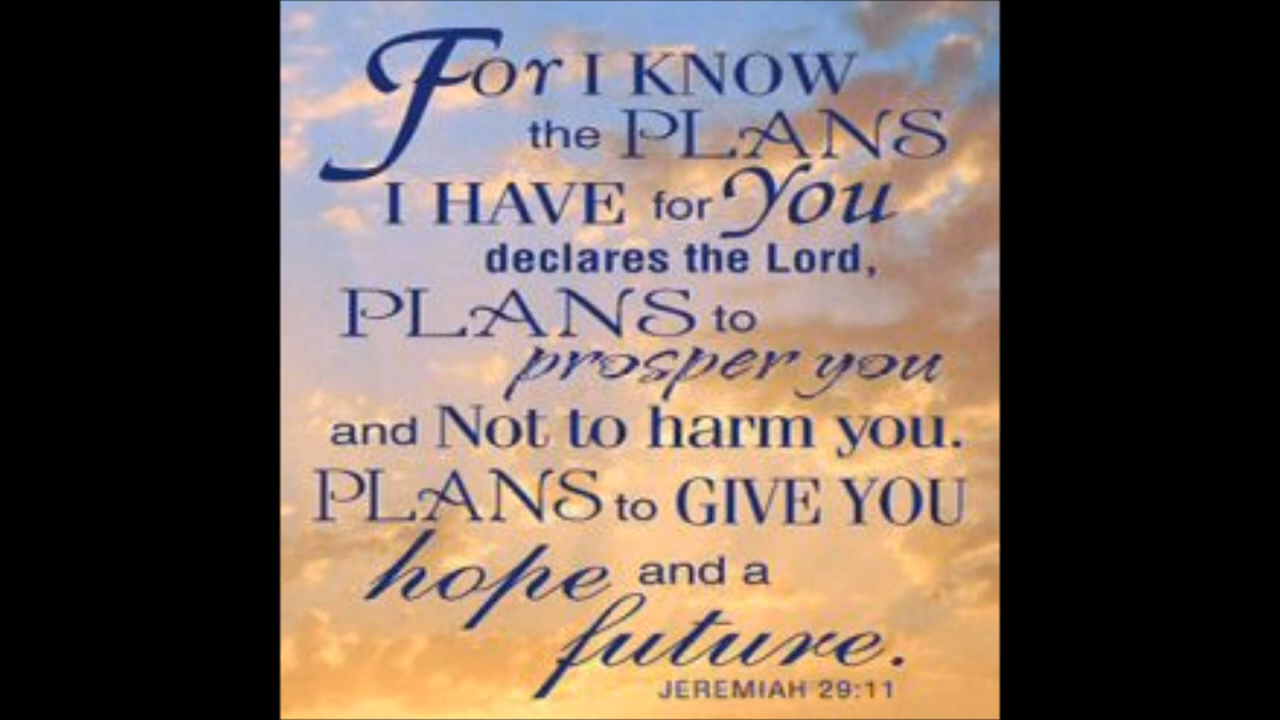 For I KNOW
the PLANS
I HAVE for You
declares the Lord,
PLANS to
prosper you
and Not to harm you.
PLANS to GIVE YOU
hope and a
future.
JEREMIAH 29:11